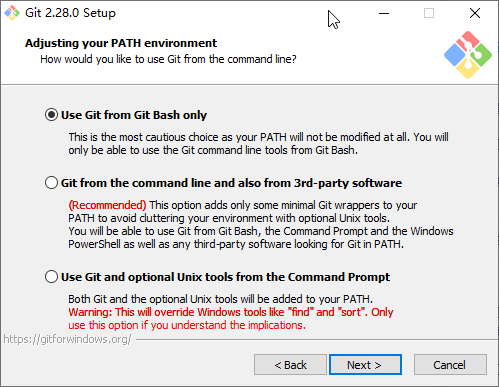 Git 2.28.0 Setup
Adjusting your PATH environment
How would you like to use Git from the command line?
Use Git from Git Bash only
This is the most cautious choice as your PATH will not be modified at all. You will
only be able to use the Git command line tools from Git Bash.
Git from the command line and also from 3rd-party software
(Recommended) This option adds only some minimal Git wrappers to your
PATH to avoid cluttering your environment with optional Unix tools.
You will be able to use Git from Git Bash, the Command Prompt and the Windows
PowerShell as well as any third-party software looking for Git in PATH.
Use Git and optional Unix tools from the Command Prompt
Both Git and the optional Unix tools will be added to your PATH.
Warning: This will override Windows tools like "find" and "sort". Only
use this option if you understand the implications.
https://gitforwindows.org/
< Back Next > Cancel